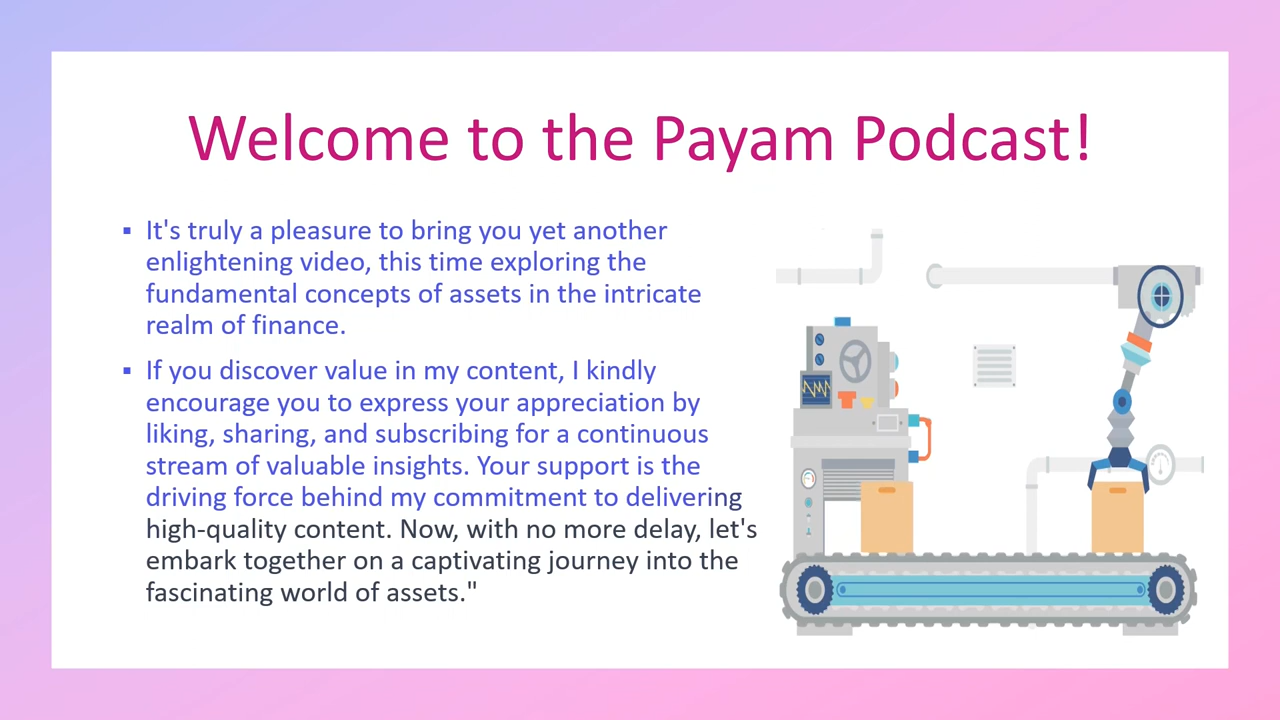 Welcome to the Payam Podcast!
▪ It's truly a pleasure to bring you yet another
enlightening video, this time exploring the
fundamental concepts of assets in the intricate
realm of finance.
▪ If you discover value in my content, I kindly
encourage you to express your appreciation by
liking, sharing, and subscribing for a continuous
stream of valuable insights. Your support is the
driving force behind my commitment to delivering
high-quality content. Now, with no more delay, let's
embark together on a captivating journey into the
fascinating world of assets."